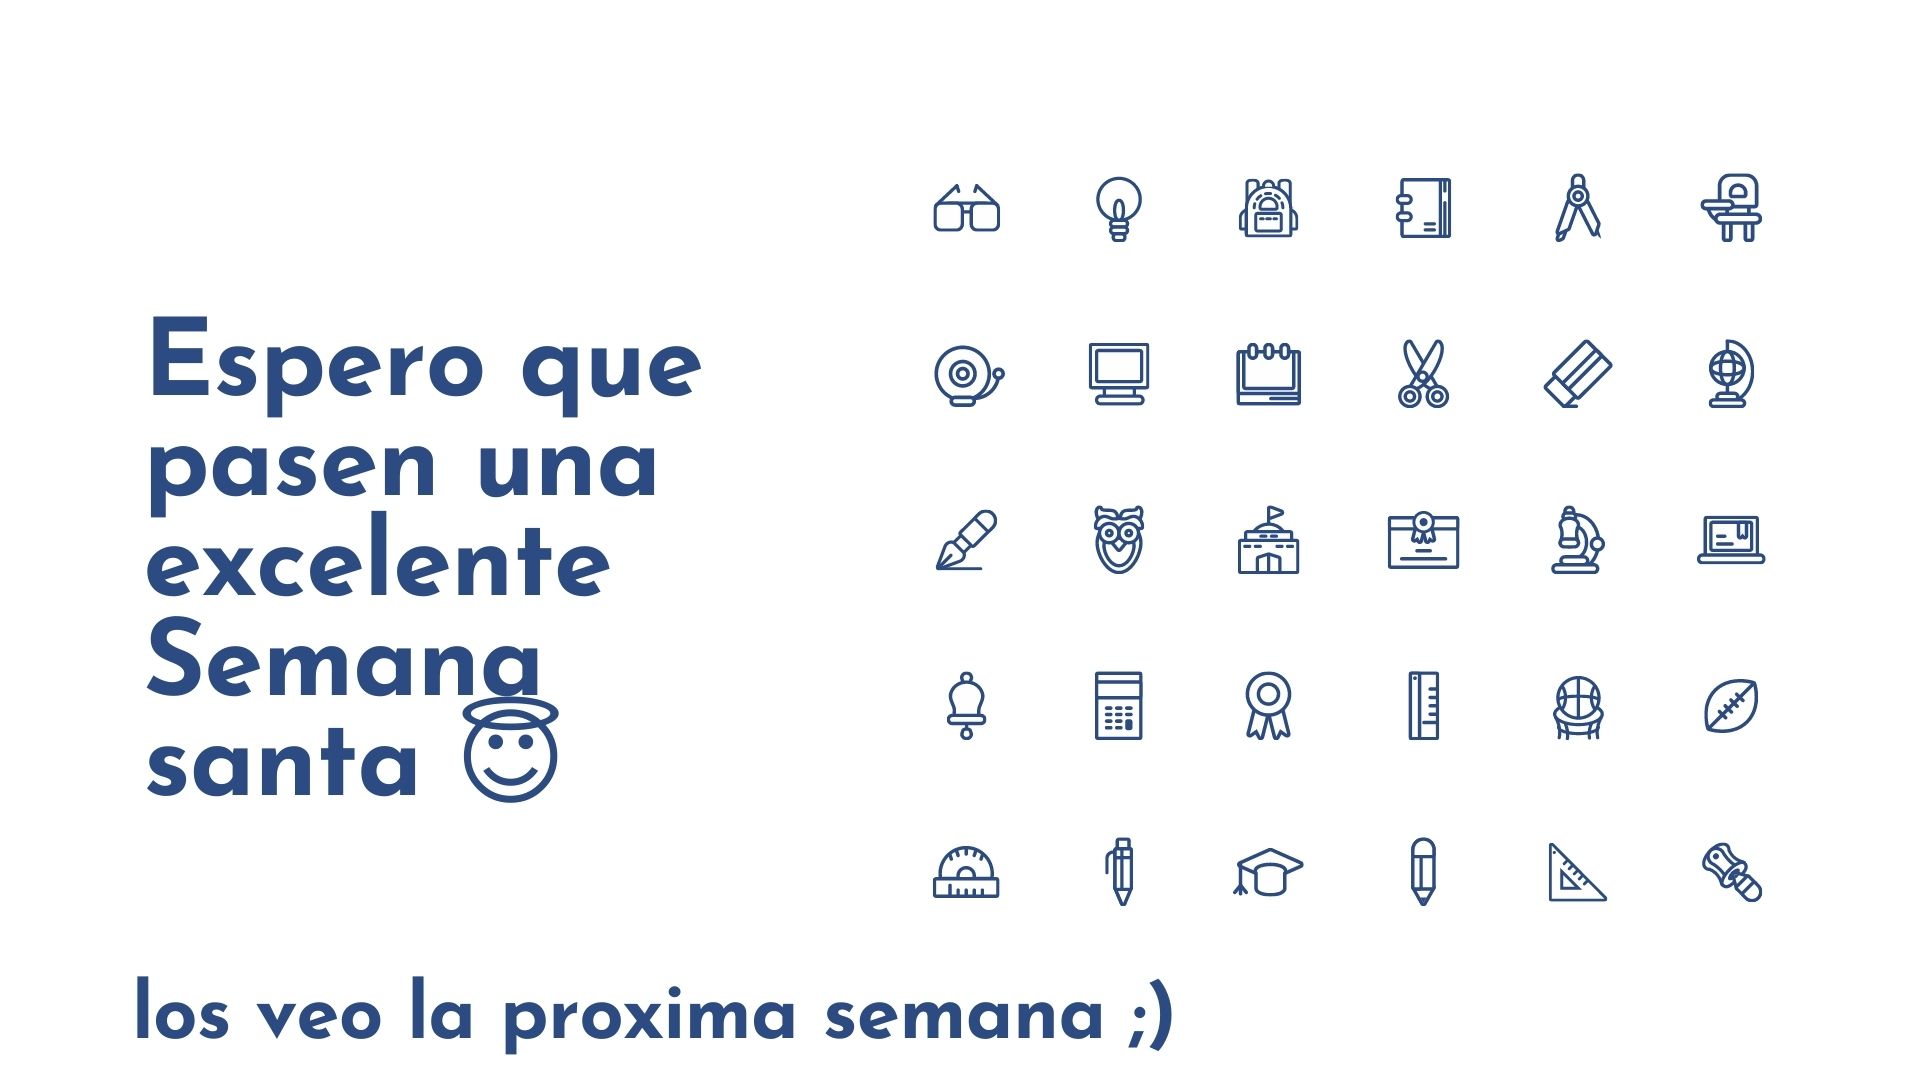 Espero que
pasen una
excelente
Semana
santa 😇
los veo la proxima semana ;)